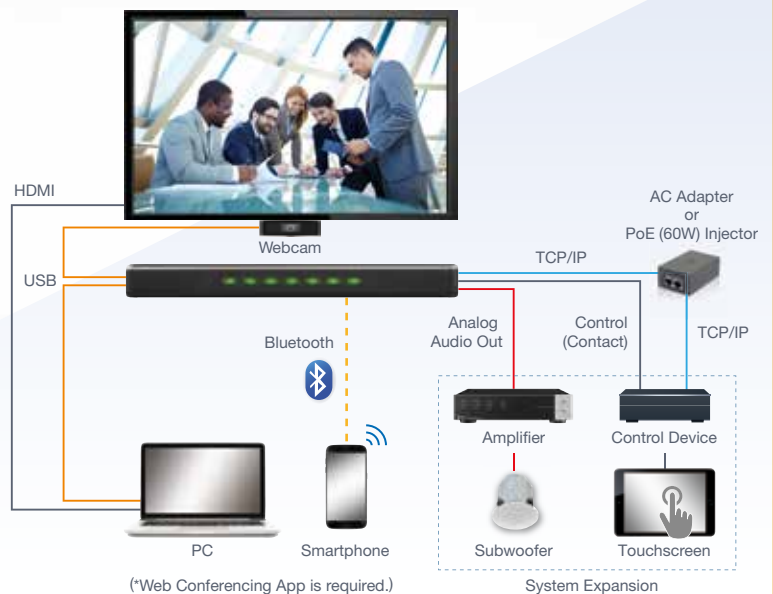 HDMI
Webcam
USB
AC Adapter
or
PoE (60W) Injector
TCP/IP
Bluetooth
Analog
Audio Out
Control
(Contact)
TCP/IP
Amplifier
Control Device
PC
Smartphone
Subwoofer
Touchscreen
(*Web Conferencing App is required.)
System Expansion